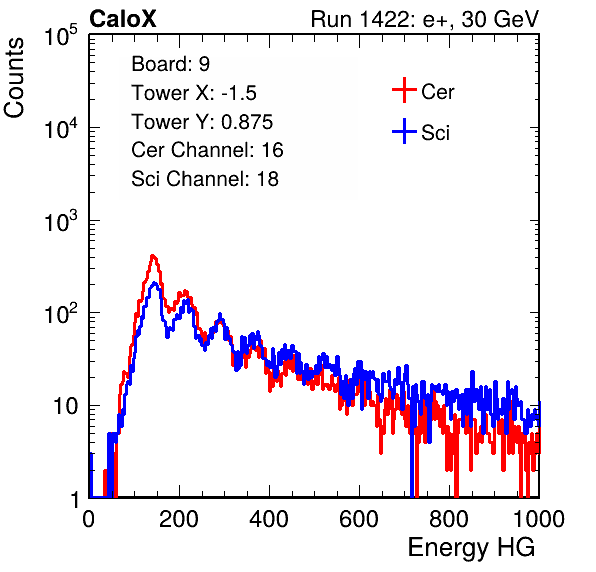 CaloX Run 1422: e+, 30 GeV
Counts
Board: 9
Tower X: -1.5
Tower Y: 0.875
Cer Channel: 16
Sci Channel: 18
Cer
Sci
10^5
10^4
10^3
10^2
10
1
0 200 400 600 800 1000
Energy HG